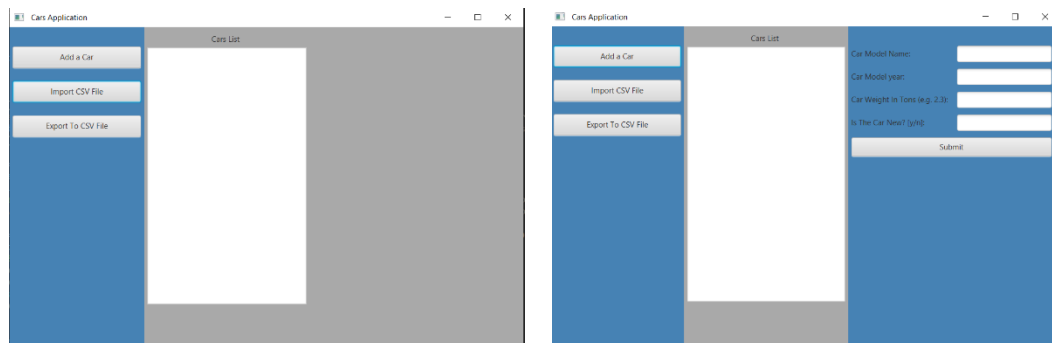 Cars Application
Cars List
Add a Car
Import CSV File
Export To CSV File
Cars Application
Cars List
Add a Car
Import CSV File
Export To CSV File
Car Model Name:
Car Model year:
Car Weight In Tons (e.g. 2.3):
Is The Car New? (y/n):
Submit